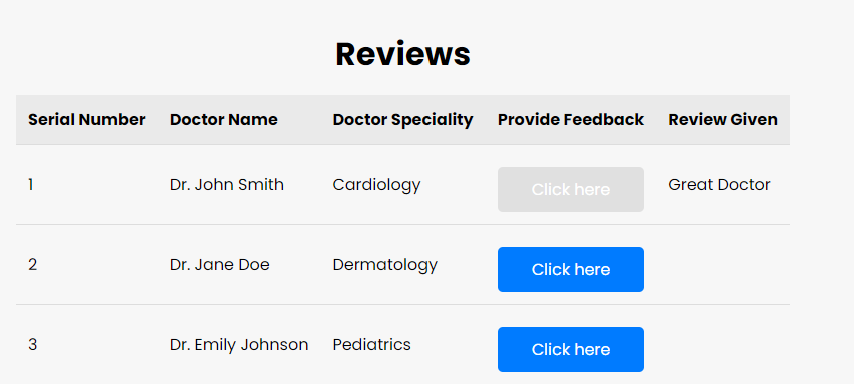 Reviews
Serial Number Doctor Name Doctor Speciality Provide Feedback Review Given
1 Dr. John Smith Cardiology Click here Great Doctor
2 Dr. Jane Doe Dermatology Click here
3 Dr. Emily Johnson Pediatrics Click here